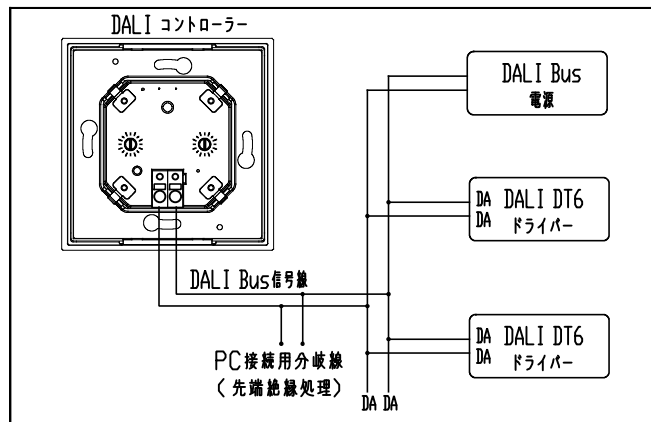 DALI コントローラー
DALI Bus
電源
DA DALI DT6
DA ドライバー
DALI Bus信号線
DA DALI DT6
DA ドライバー
PC接続用分岐線
(先端絶縁処理)
DA DA